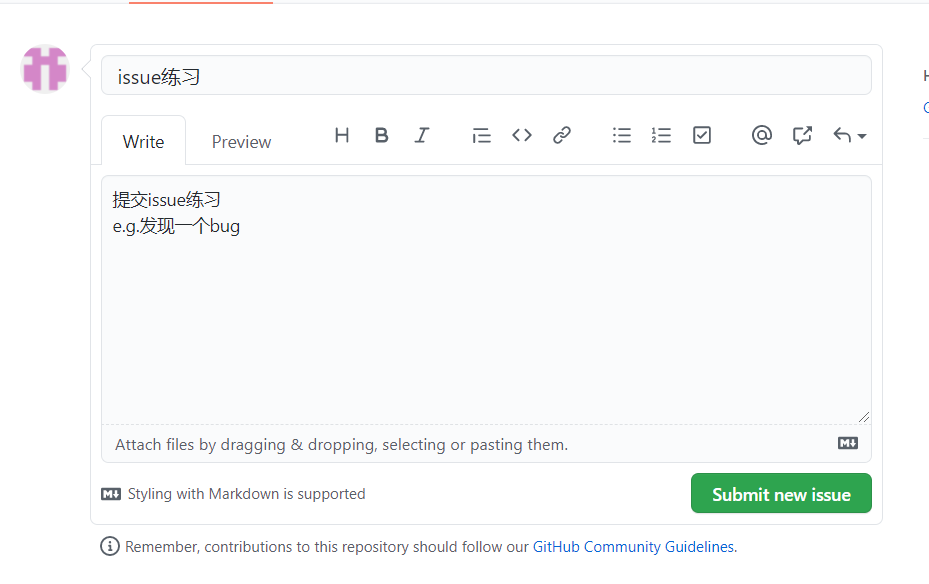 issue练习
Write Preview
提交issue练习
e.g.发现一个bug
Attach files by dragging & dropping, selecting or pasting them.
Styling with Markdown is supported
Submit new issue
Remember, contributions to this repository should follow our GitHub Community Guidelines.